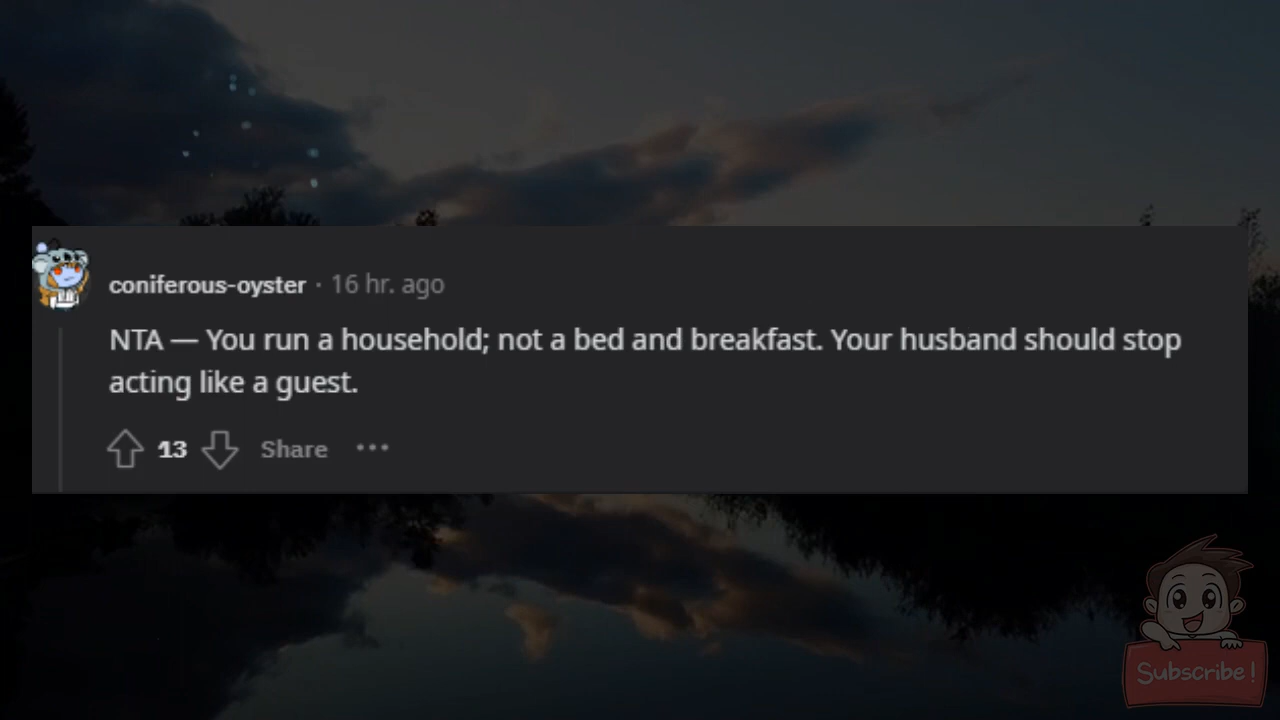 coniferous-oyster · 16 hr. ago
NTA — You run a household; not a bed and breakfast. Your husband should stop
acting like a guest.
13 Share ···
Subscribe!